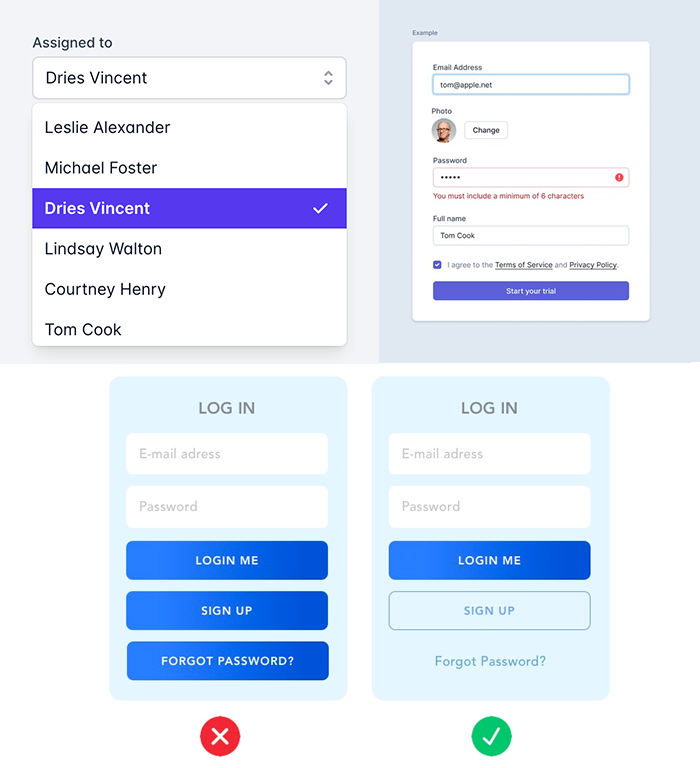 Assigned to
Dries Vincent
Leslie Alexander
Michael Foster
Dries Vincent
Lindsay Walton
Courtney Henry
Tom Cook
Example
Email Address
tom@apple.net
Photo
Change
Password
•••••
You must include a minimum of 6 characters
Full name
Tom Cook
I agree to the Terms of Service and Privacy Policy.
Start your trial
LOG IN
E-mail adress
Password
LOGIN ME
SIGN UP
FORGOT PASSWORD?
LOG IN
E-mail adress
Password
LOGIN ME
SIGN UP
Forgot Password?